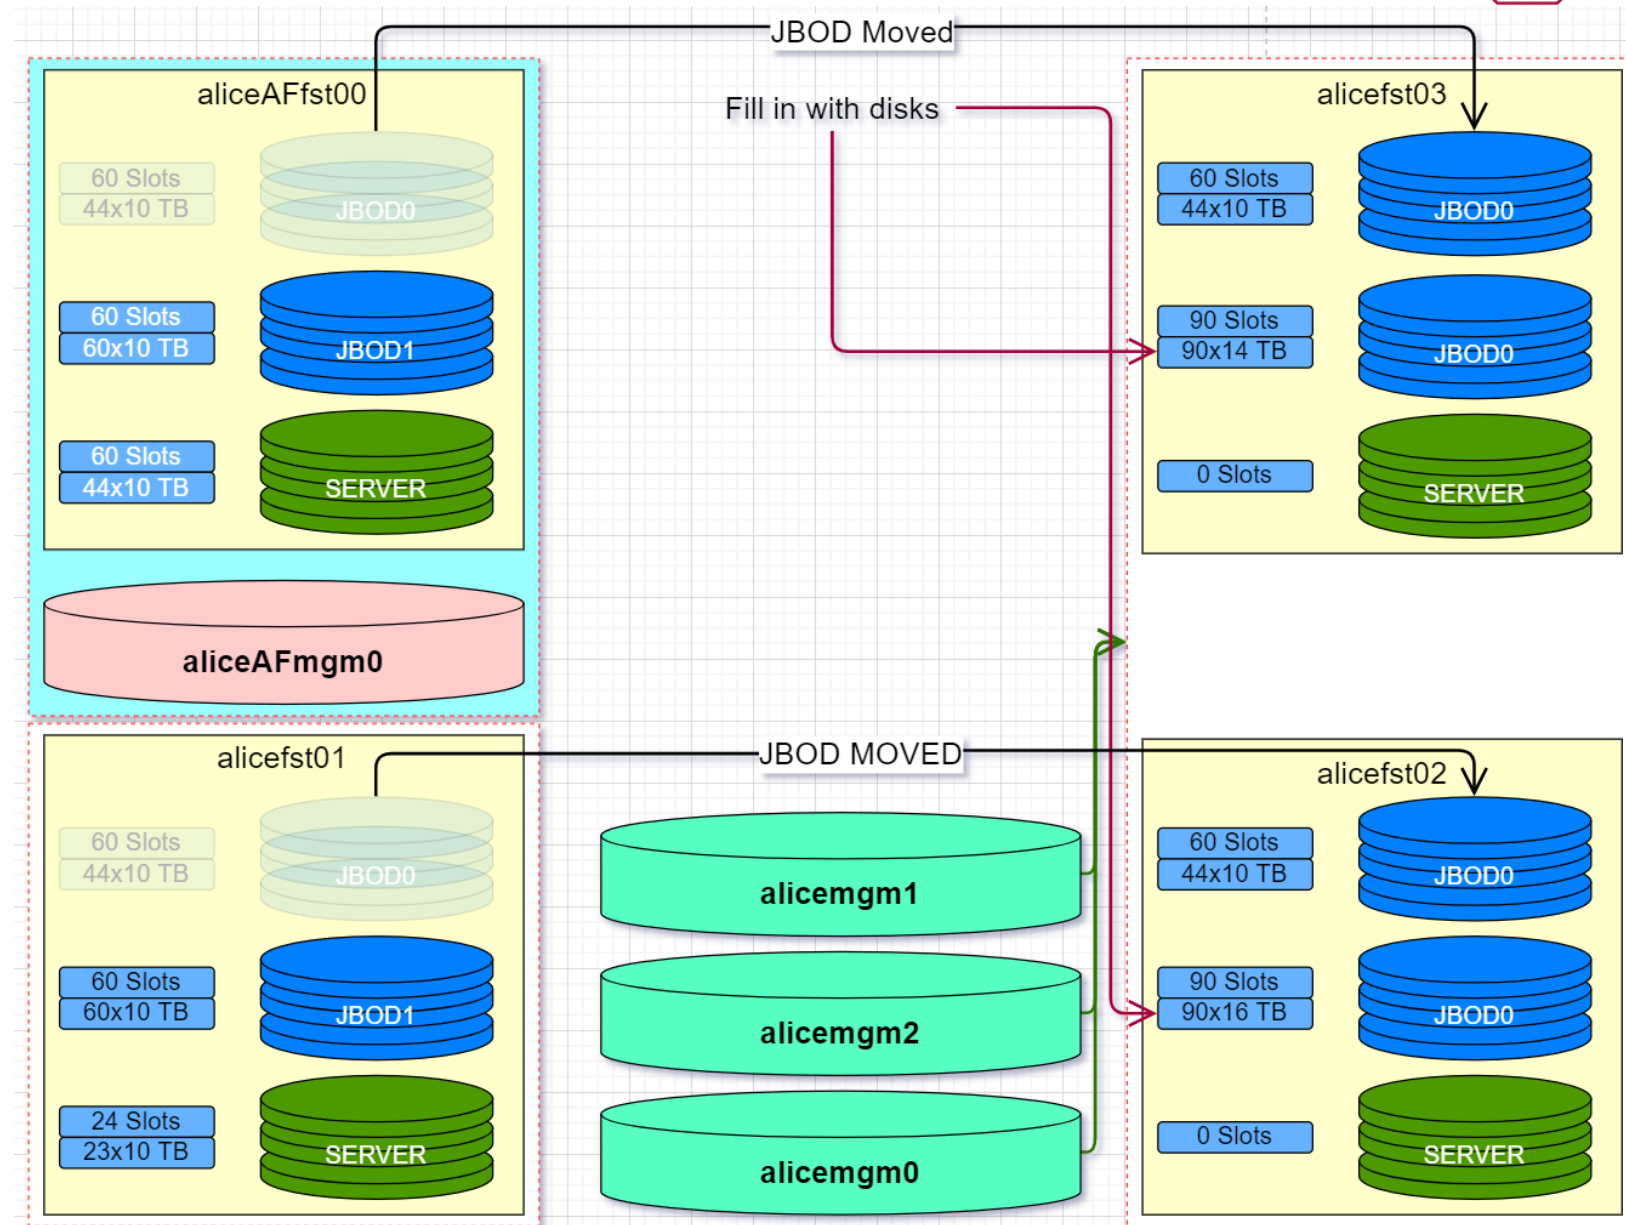 JBOD Moved
aliceAFfst00
60 Slots
44x10 TB
JBOD0
60 Slots
60x10 TB
JBOD1
60 Slots
44x10 TB
SERVER
aliceAFmgm0
Fill in with disks
alicefst03
60 Slots
44x10 TB
JBOD0
90 Slots
90x14 TB
JBOD0
0 Slots
SERVER
JBOD MOVED
alicefst01
60 Slots
44x10 TB
JBOD0
60 Slots
60x10 TB
JBOD1
24 Slots
23x10 TB
SERVER
alicemgm1
alicemgm2
alicemgm0
alicefst02
60 Slots
44x10 TB
JBOD0
90 Slots
90x16 TB
JBOD0
0 Slots
SERVER